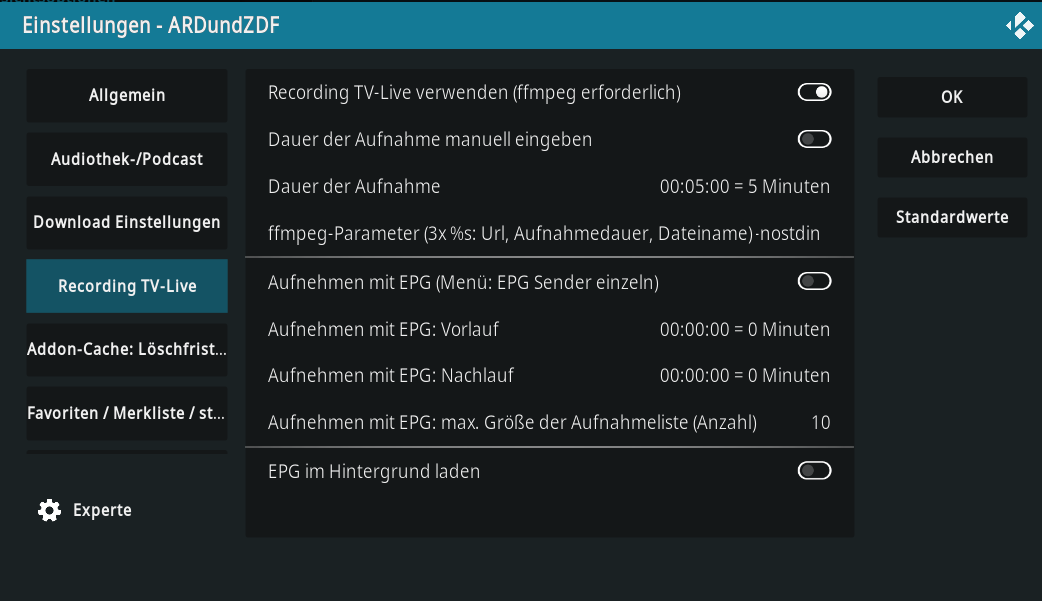 Einstellungen - ARDundZDF
Allgemein
Audiothek-/Podcast
Download Einstellungen
Recording TV-Live
Addon-Cache: Löschfrist...
Favoriten / Merkliste / st...
Experte
Recording TV-Live verwenden (ffmpeg erforderlich)
Dauer der Aufnahme manuell eingeben
Dauer der Aufnahme 00:05:00 = 5 Minuten
ffmpeg-Parameter (3x %s: Url, Aufnahmedauer, Dateiname) -nostdin
Aufnehmen mit EPG (Menü: EPG Sender einzeln)
Aufnehmen mit EPG: Vorlauf 00:00:00 = 0 Minuten
Aufnehmen mit EPG: Nachlauf 00:00:00 = 0 Minuten
Aufnehmen mit EPG: max. Größe der Aufnahmeliste (Anzahl) 10
EPG im Hintergrund laden
OK
Abbrechen
Standardwerte